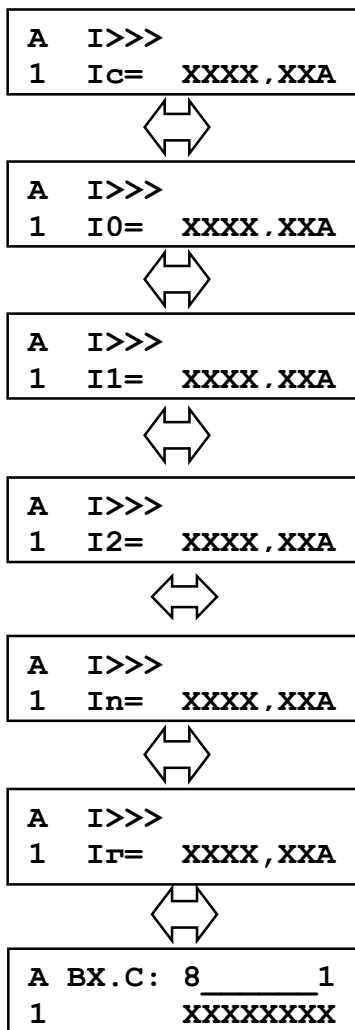 A I>>>
1 Ic= XXXX,XXA
A I>>>
1 I0= XXXX,XXA
A I>>>
1 I1= XXXX,XXA
A I>>>
1 I2= XXXX,XXA
A I>>>
1 In= XXXX,XXA
A I>>>
1 Ir= XXXX,XXA
A BX.C: 8______1
1 XXXXXXXX